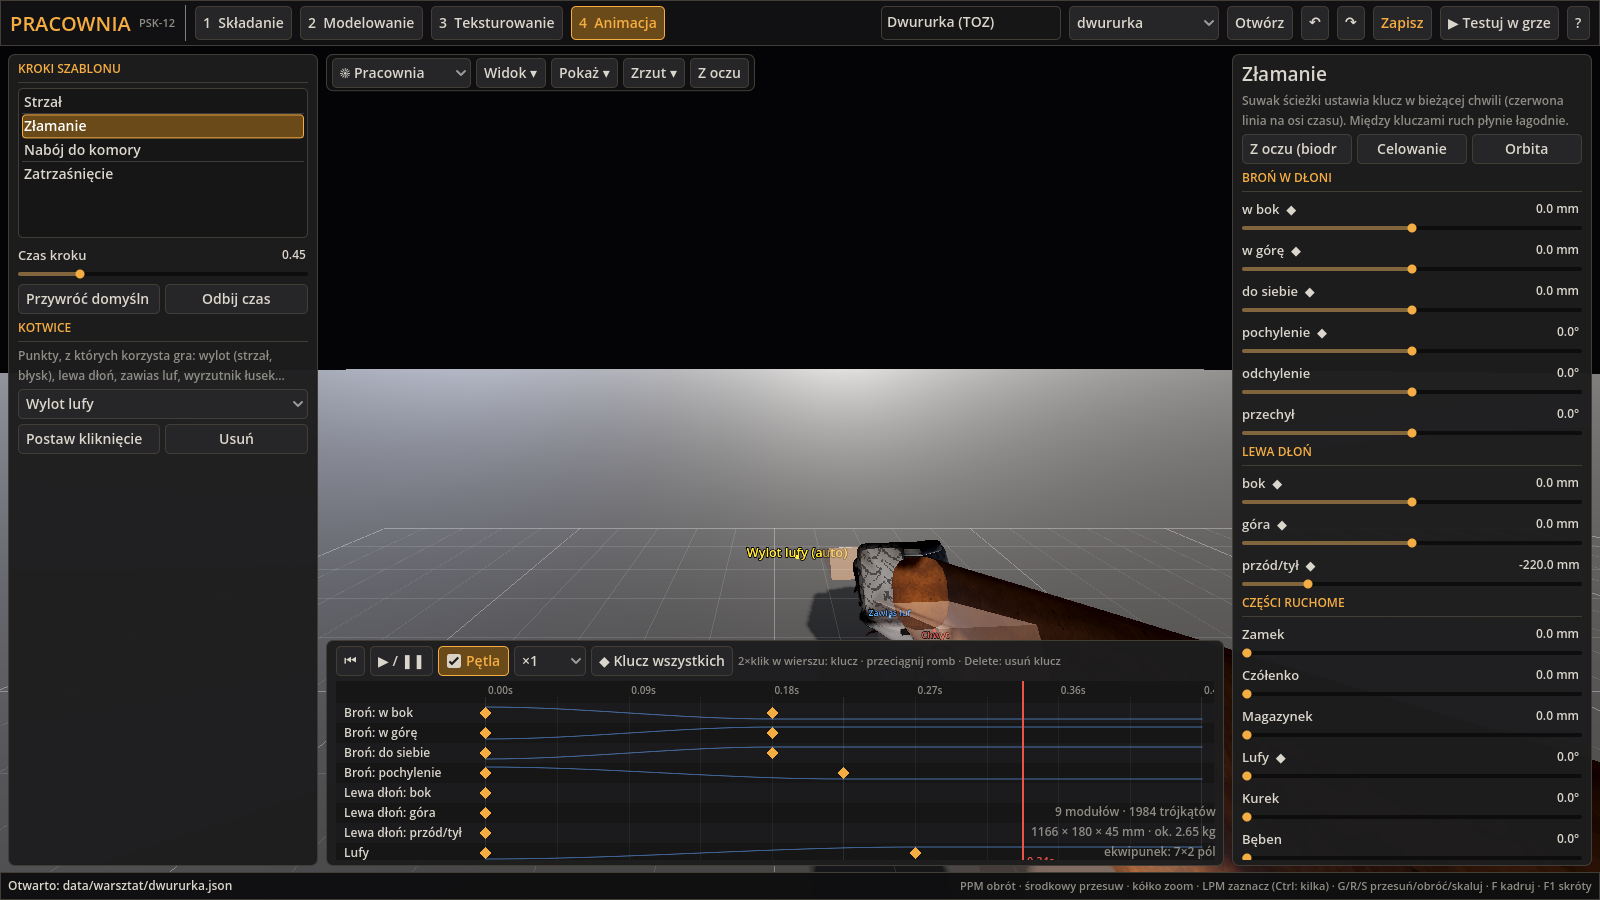 PRACOWNIA PSK-12 1 Składanie 2 Modelowanie 3 Teksturowanie 4 Animacja Dwururka (TOZ) dwururka Otwórz ↶ ↷ Zapisz ▶ Testuj w grze ?
KROKI SZABLONU
Strzał
Złamanie
Nabój do komory
Zatrzaśnięcie
Czas kroku 0.45
Przywróć domyśln Odbij czas
KOTWICE
Punkty, z których korzysta gra: wylot (strzał,
błysk), lewa dłoń, zawias luf, wyrzutnik łusek...
Wylot lufy
Postaw kliknięcie Usuń
Pracownia Widok ▾ Pokaż ▾ Zrzut ▾ Z oczu
Wylot lufy (auto)
Zawias luf
Chwyt
⏮ ▶ / ❚❚ Pętla ×1 ◆ Klucz wszystkich 2×klik w wierszu: klucz · przeciągnij romb · Delete: usuń klucz
0.00s 0.09s 0.18s 0.27s 0.36s
Broń: w bok
Broń: w górę
Broń: do siebie
Broń: pochylenie
Lewa dłoń: bok
Lewa dłoń: góra
Lewa dłoń: przód/tył
Lufy
9 modułów · 1984 trójkątów
1166 × 180 × 45 mm · ok. 2.65 kg
ekwipunek: 7×2 pól
Złamanie
Suwak ścieżki ustawia klucz w bieżącej chwili (czerwona
linia na osi czasu). Między kluczami ruch płynie łagodnie.
Z oczu (biodr Celowanie Orbita
BROŃ W DŁONI
w bok ◆ 0.0 mm
w górę ◆ 0.0 mm
do siebie ◆ 0.0 mm
pochylenie ◆ 0.0°
odchylenie 0.0°
przechył 0.0°
LEWA DŁOŃ
bok ◆ 0.0 mm
góra ◆ 0.0 mm
przód/tył ◆ -220.0 mm
CZĘŚCI RUCHOME
Zamek 0.0 mm
Czółenko 0.0 mm
Magazynek 0.0 mm
Lufy ◆ 0.0°
Kurek 0.0°
Bęben 0.0°
Otwarto: data/warsztat/dwururka.json
PPM obrót · środkowy przesuw · kółko zoom · LPM zaznacz (Ctrl: kilka) · G/R/S przesuń/obróć/skaluj · F kadruj · F1 skróty